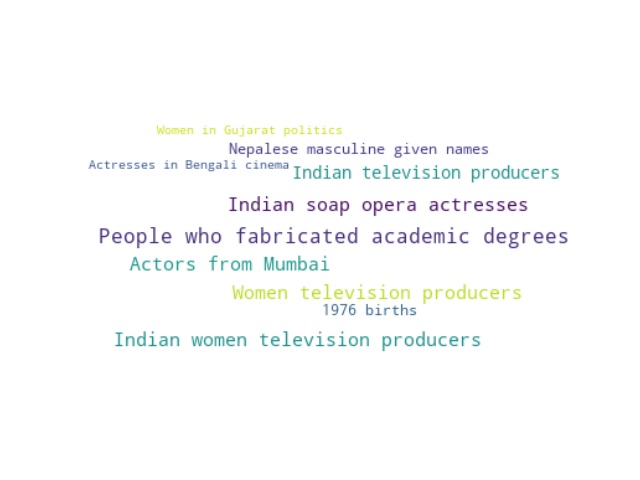 Women in Gujarat politics
Nepalese masculine given names
Actresses in Bengali cinema
Indian television producers
Indian soap opera actresses
People who fabricated academic degrees
Actors from Mumbai
Women television producers
1976 births
Indian women television producers